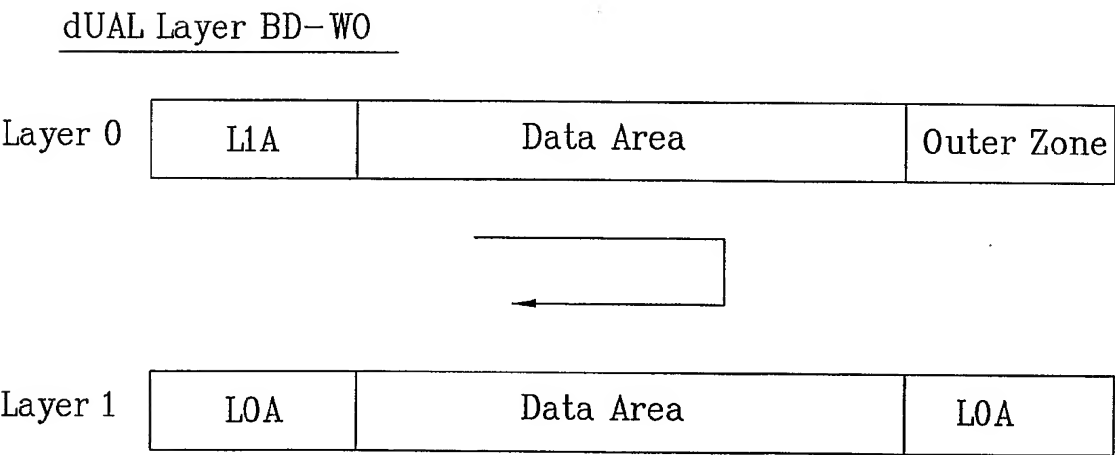 dUAL Layer BD-WO
Layer 0 L1A Data Area Outer Zone
Layer 1 L0A Data Area L0A